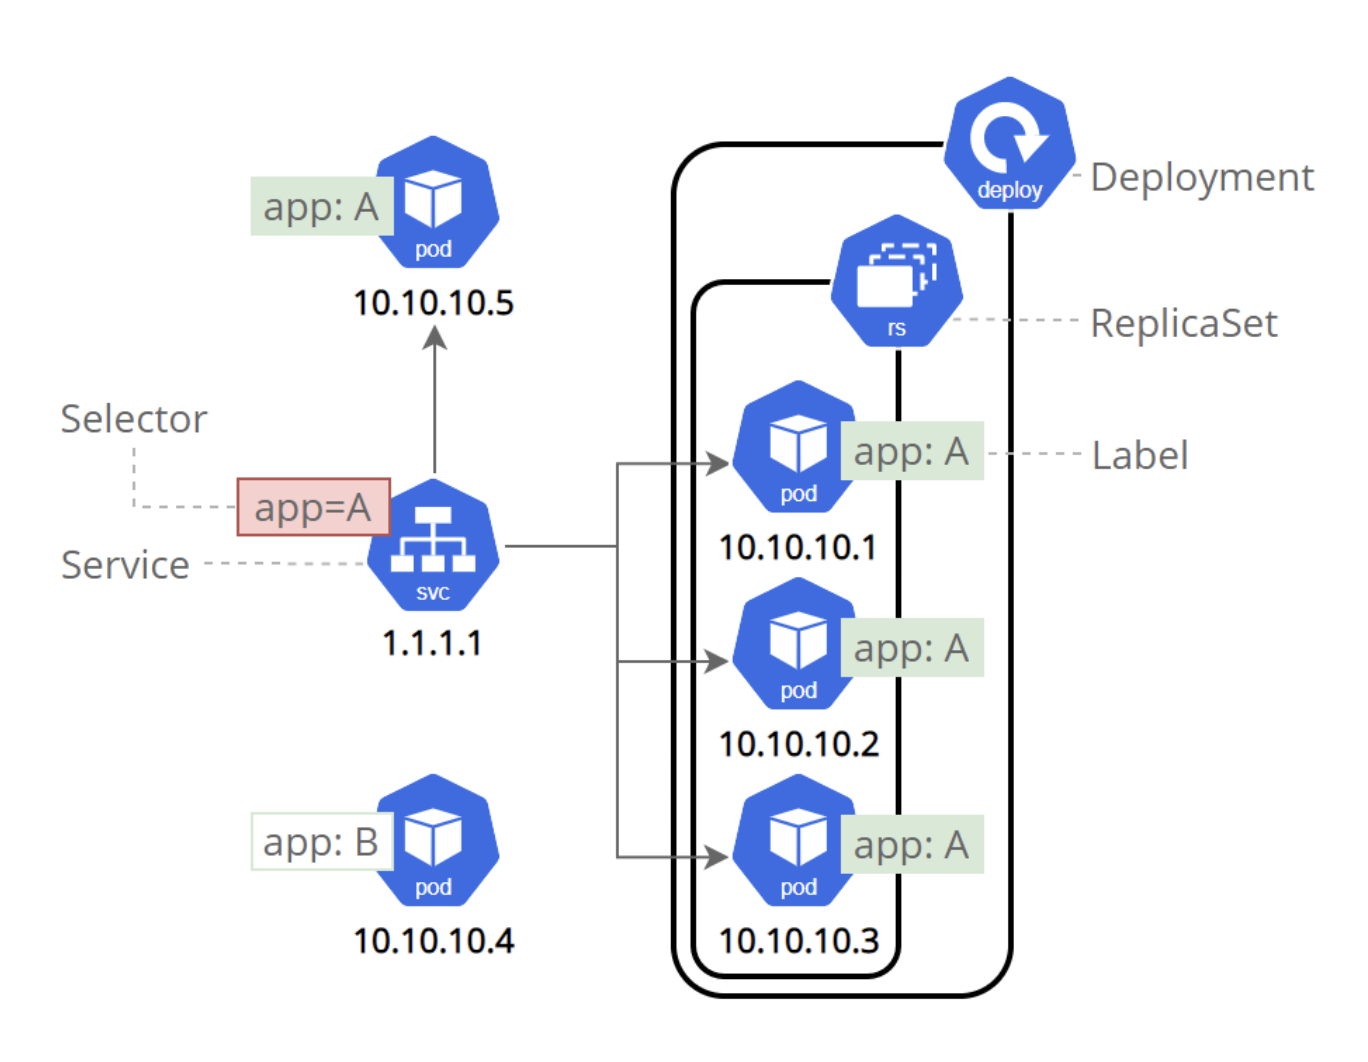 deploy
Deployment
app: A
pod
10.10.10.5
rs
ReplicaSet
Selector
app=A
Service
svc
1.1.1.1
pod
app: A
Label
10.10.10.1
pod
app: A
10.10.10.2
app: B
pod
10.10.10.4
pod
app: A
10.10.10.3